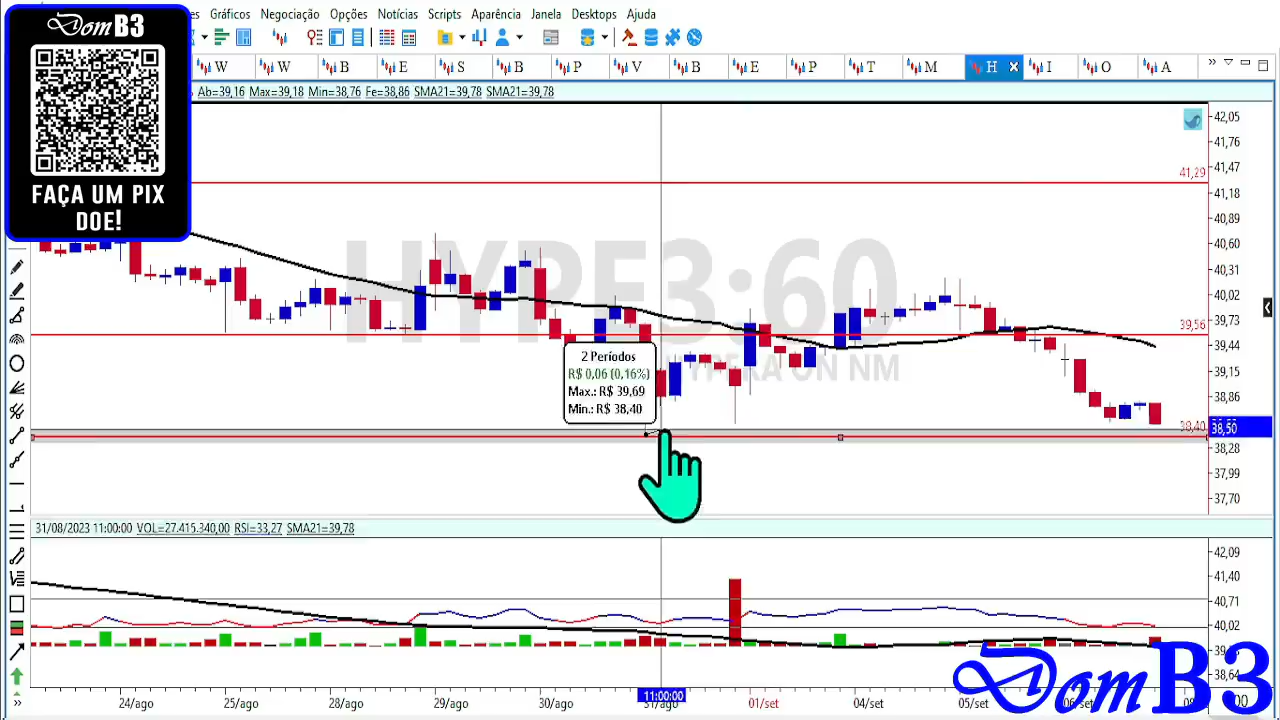 Dom B3
FAÇA UM PIX
DOE!
Gráficos Negociação Opções Notícias Scripts Aparência Janela Desktops Ajuda
W W B E S B P V B E P T M H I O A
Ab=39,16 Max=39,18 Min=38,76 Fe=38,86 SMA21=39,78 SMA21=39,78
HYPE3:60
HYPERA ON NM
2 Períodos
R$ 0,06 (0,16%)
Max.: R$ 39,69
Min.: R$ 38,40
41,29
39,56
38,40
42,05
41,76
41,47
41,18
40,89
40,60
40,31
40,02
39,73
39,44
39,15
38,86
38,50
38,28
37,99
37,70
31/08/2023 11:00:00 VOL=27.415.340,00 RSI=33,27 SMA21=39,78
42,09
41,40
40,71
40,02
24/ago 25/ago 28/ago 29/ago 30/ago 11:00:00 01/set 04/set 05/set
Dom B3